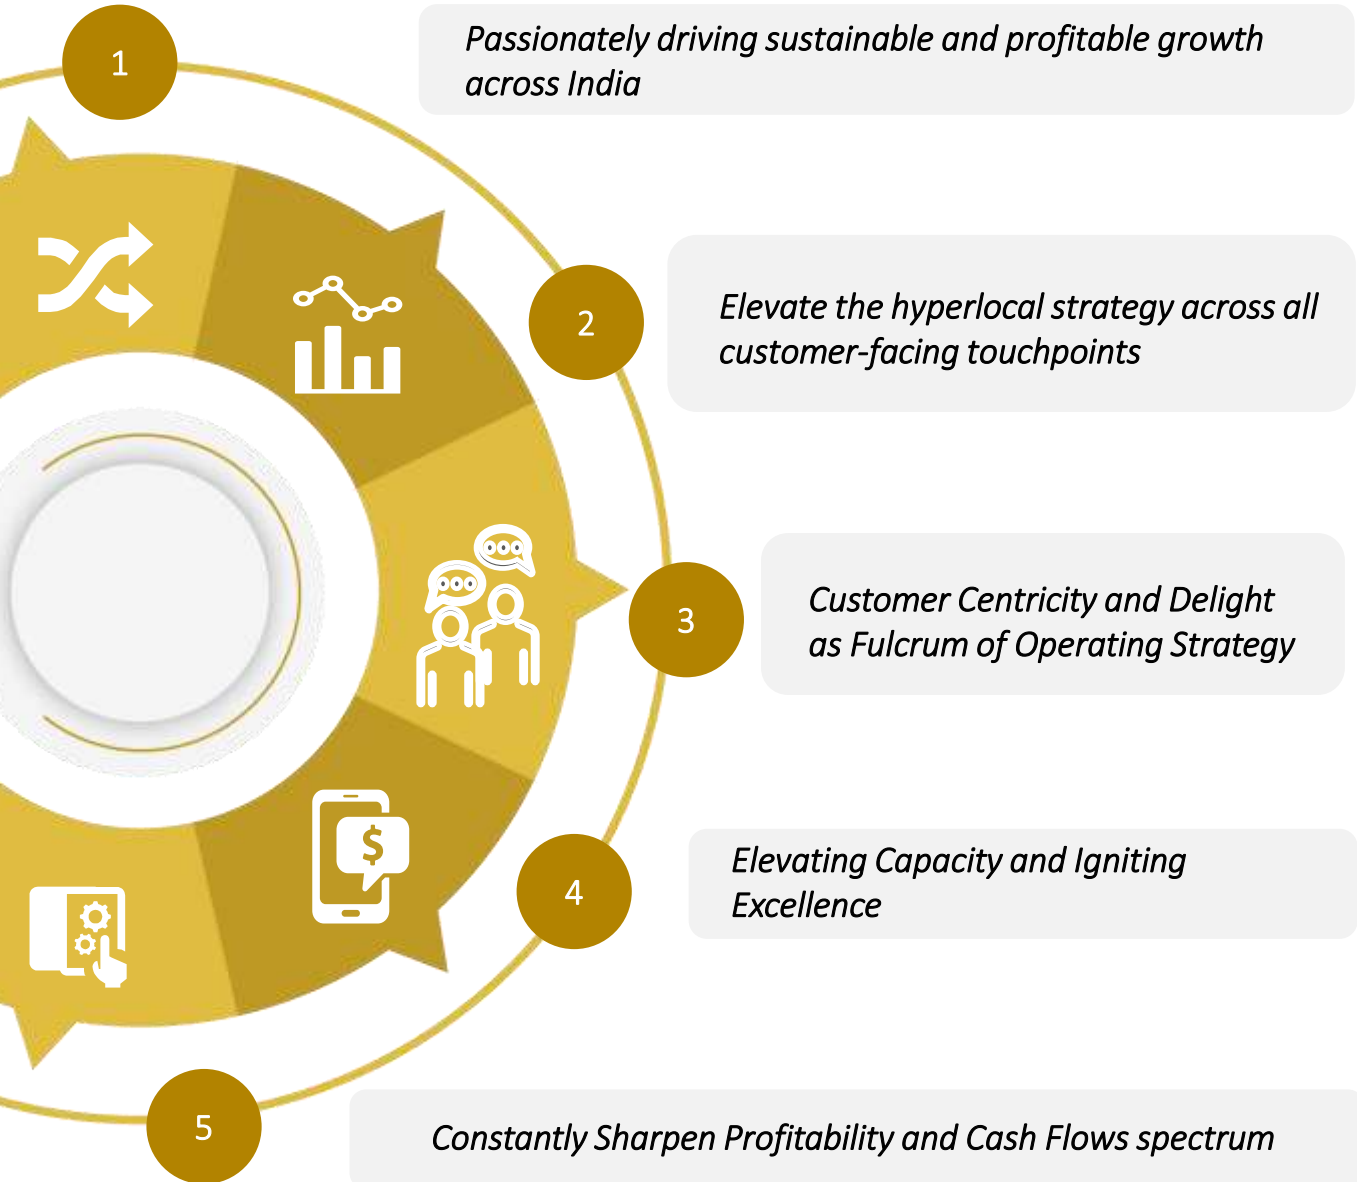 1
Passionately driving sustainable and profitable growth
across India
2
Elevate the hyperlocal strategy across all
customer-facing touchpoints
3
Customer Centricity and Delight
as Fulcrum of Operating Strategy
$
4
Elevating Capacity and Igniting
Excellence
5
Constantly Sharpen Profitability and Cash Flows spectrum